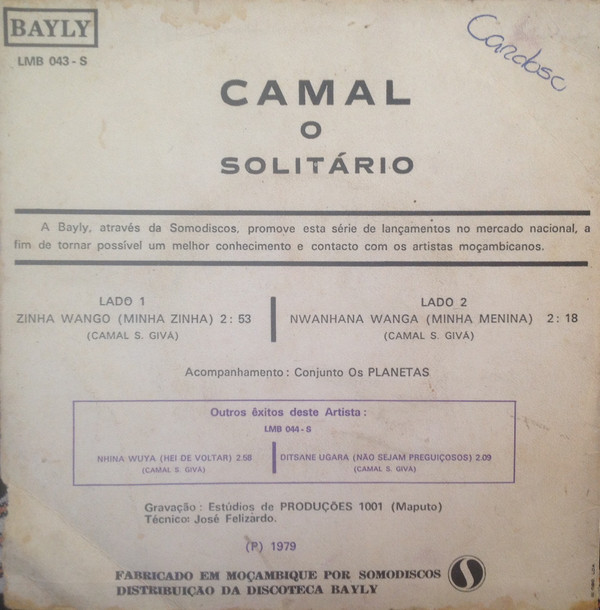 BAYLY
LMB 043 - S
Cardoso
CAMAL
O
SOLITÁRIO
A Bayly, através da Somodiscos, promove esta série de lançamentos no mercado nacional, a
fim de tornar possível um melhor conhecimento e contacto com os artistas moçambicanos.
LADO 1
ZINHA WANGO (MINHA ZINHA) 2 : 53
(CAMAL S. GIVÁ)
LADO 2
NWANHANA WANGA (MINHA MENINA) 2 : 18
(CAMAL S. GIVÁ)
Acompanhamento : Conjunto Os PLANETAS
Outros êxitos deste Artista :
LMB 044 - S
NHINA WUYA (HEI DE VOLTAR) 2.58
(CAMAL S. GIVÁ)
DITSANE UGARA (NÃO SEJAM PREGUIÇOSOS) 2.09
(CAMAL S. GIVÁ)
Gravação : Estúdios de PRODUÇÕES 1001 (Maputo)
Técnico: José Felizardo.
(P) 1979
FABRICADO EM MOÇAMBIQUE POR SOMODISCOS
DISTRIBUIÇÃO DA DISCOTECA BAYLY